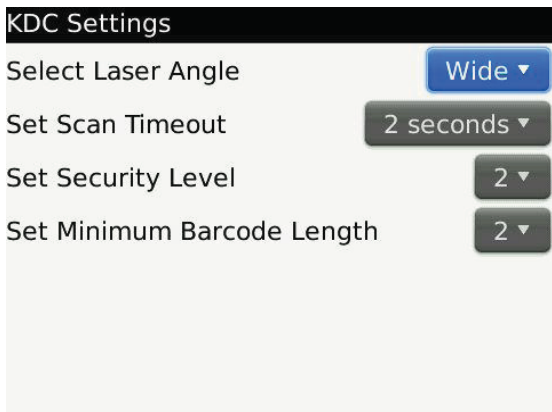 KDC Settings
Select Laser Angle Wide
Set Scan Timeout 2 seconds
Set Security Level 2
Set Minimum Barcode Length 2